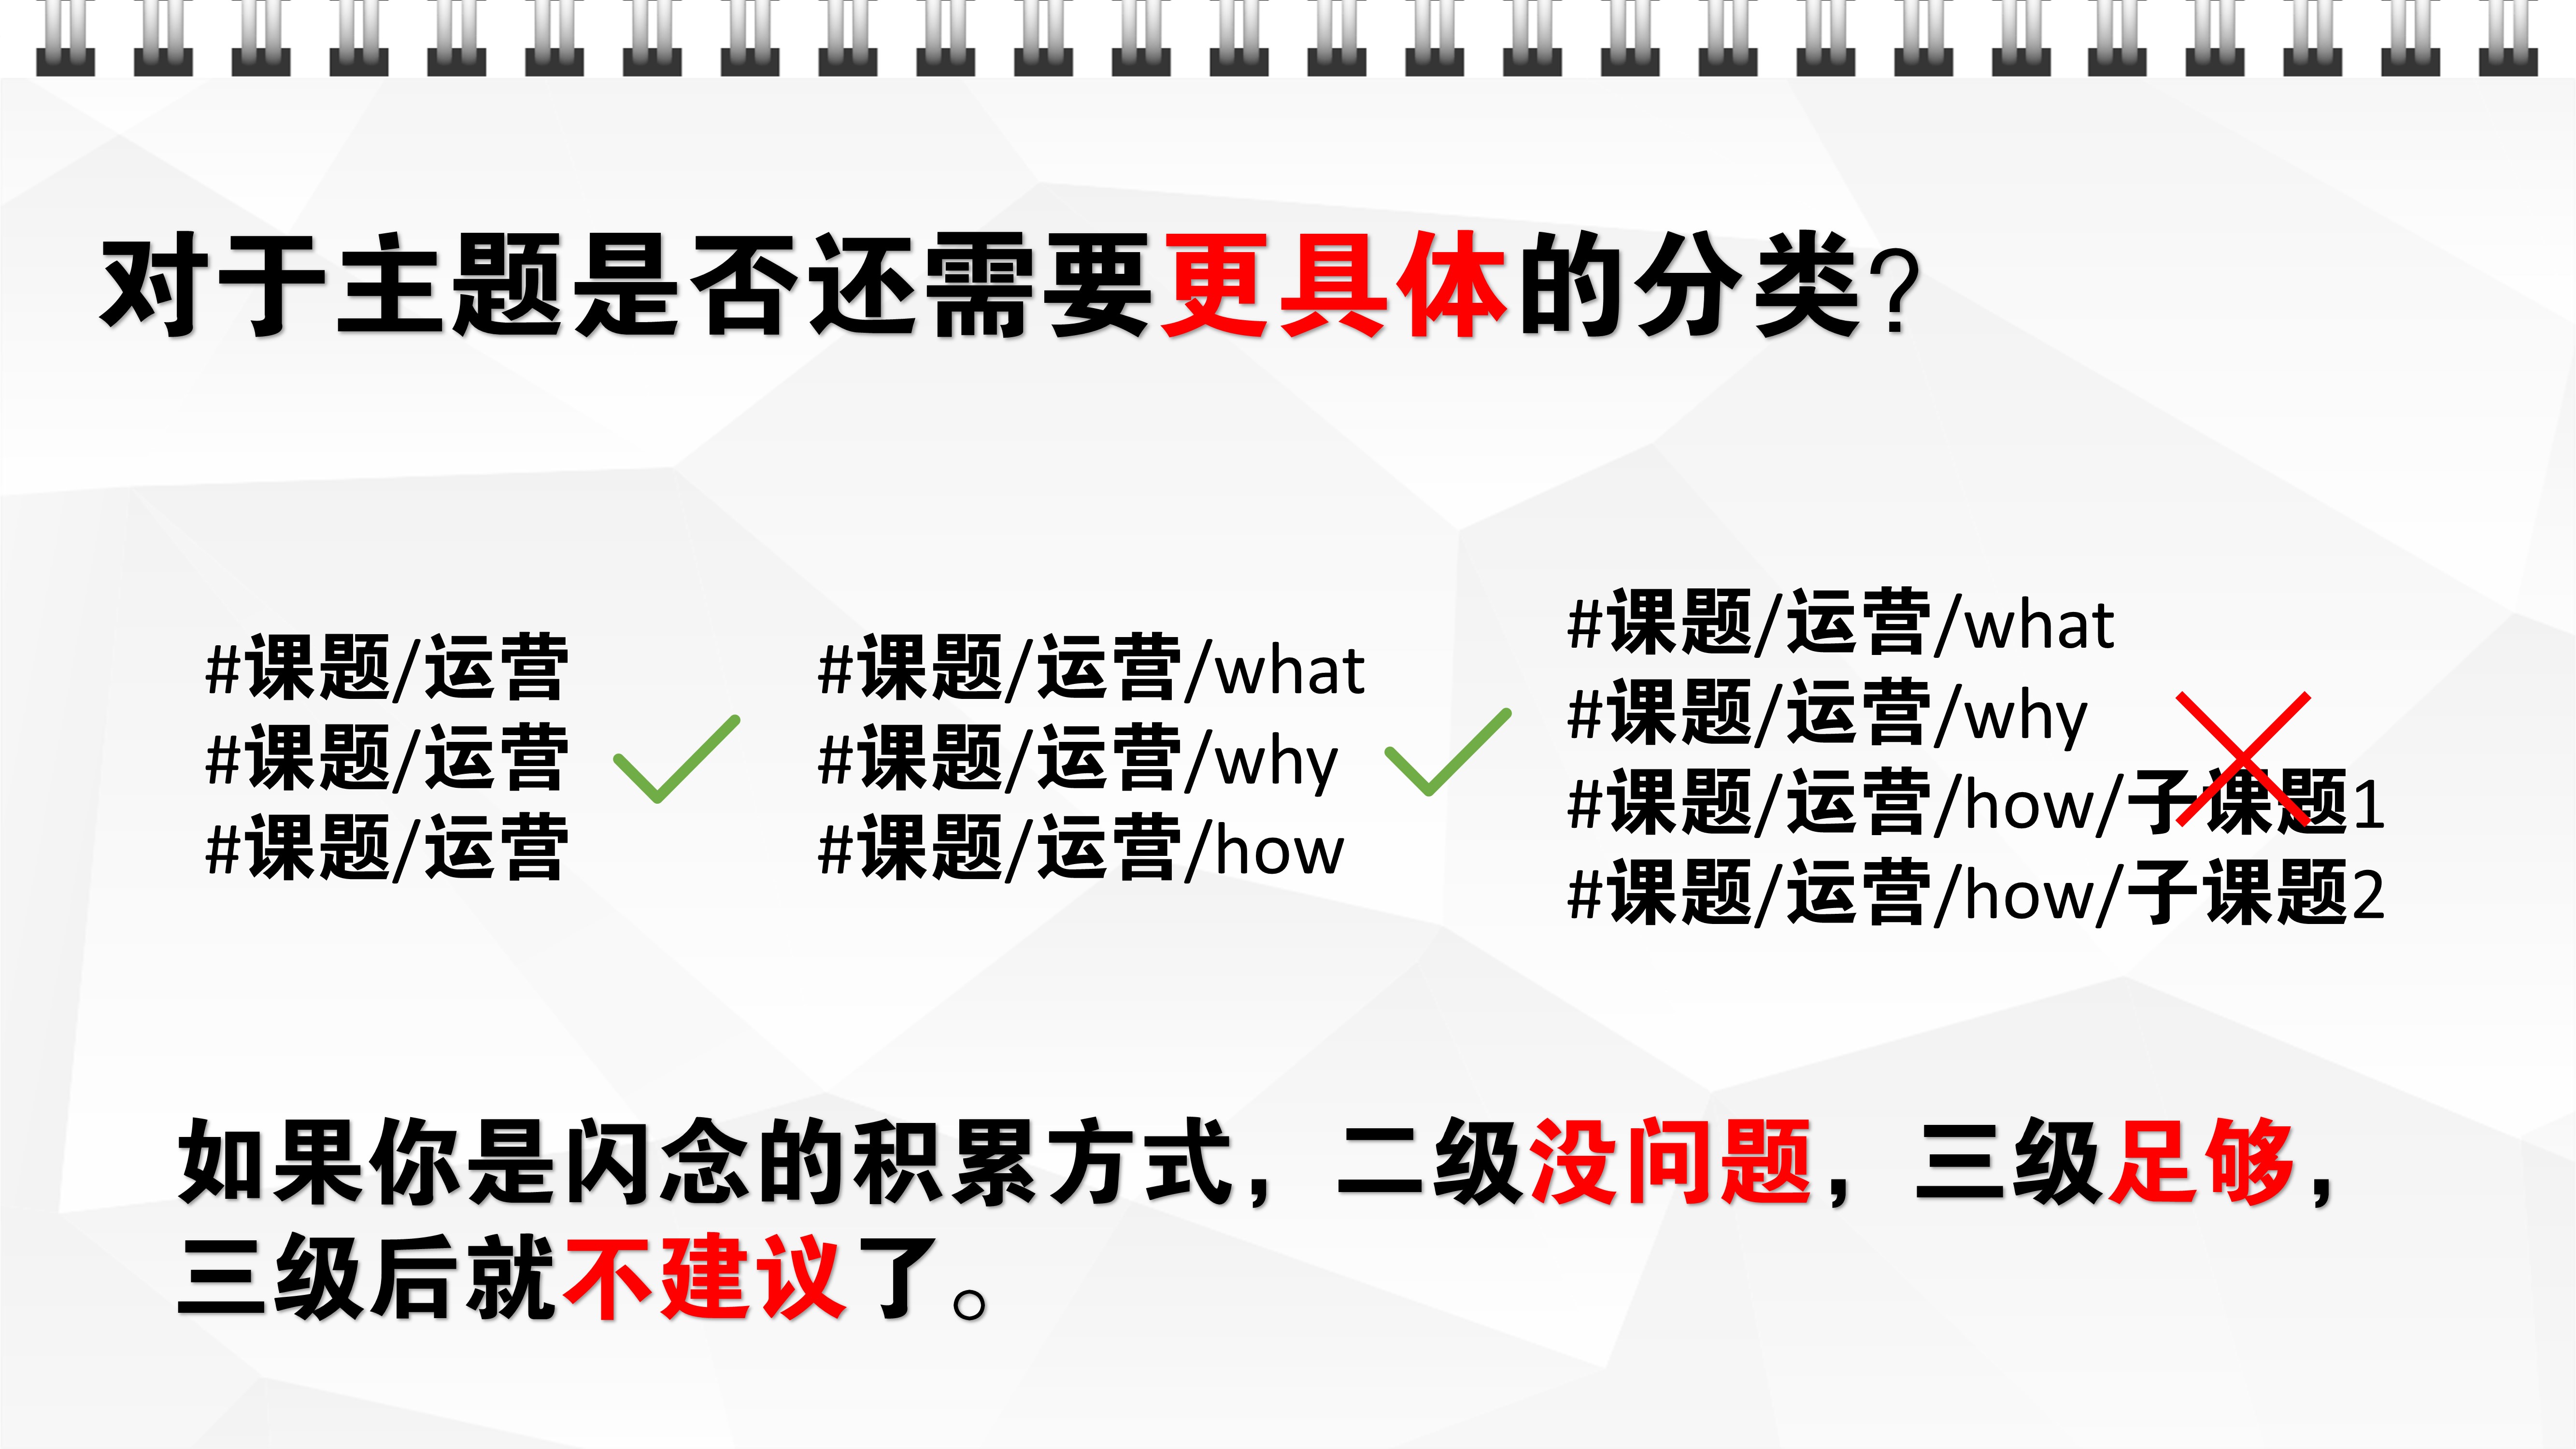 对于主题是否还需要更具体的分类?
#课题/运营
#课题/运营
#课题/运营
#课题/运营/what
#课题/运营/why
#课题/运营/how
#课题/运营/what
#课题/运营/why
#课题/运营/how/子课题1
#课题/运营/how/子课题2
如果你是闪念的积累方式，二级没问题，三级足够，
三级后就不建议了。